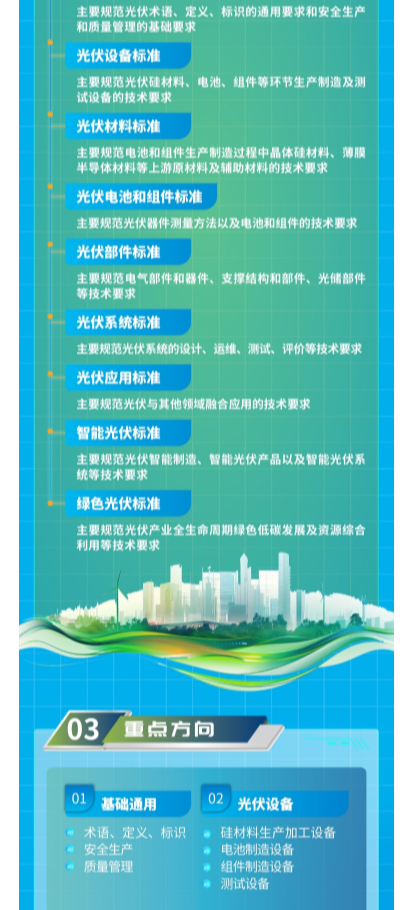 主要规范光伏术语、定义、标识的通用要求和安全生产
和质量管理的基础要求
光伏设备标准
主要规范光伏硅材料、电池、组件等环节生产制造及测
试设备的技术要求
光伏材料标准
主要规范电池和组件生产制造过程中晶体硅材料、薄膜
半导体材料等上游原材料及辅助材料的技术要求
光伏电池和组件标准
主要规范光伏器件测量方法以及电池和组件的技术要求
光伏部件标准
主要规范电气部件和器件、支撑结构和部件、光储部件
等技术要求
光伏系统标准
主要规范光伏系统的设计、运维、测试、评价等技术要求
光伏应用标准
主要规范光伏与其他领域融合应用的技术要求
智能光伏标准
主要规范光伏智能制造、智能光伏产品以及智能光伏系
统等技术要求
绿色光伏标准
主要规范光伏产业全生命周期绿色低碳发展及资源综合
利用等技术要求
03 重点方向
01 基础通用
术语、定义、标识
安全生产
质量管理
02 光伏设备
硅材料生产加工设备
电池制造设备
组件制造设备
测试设备